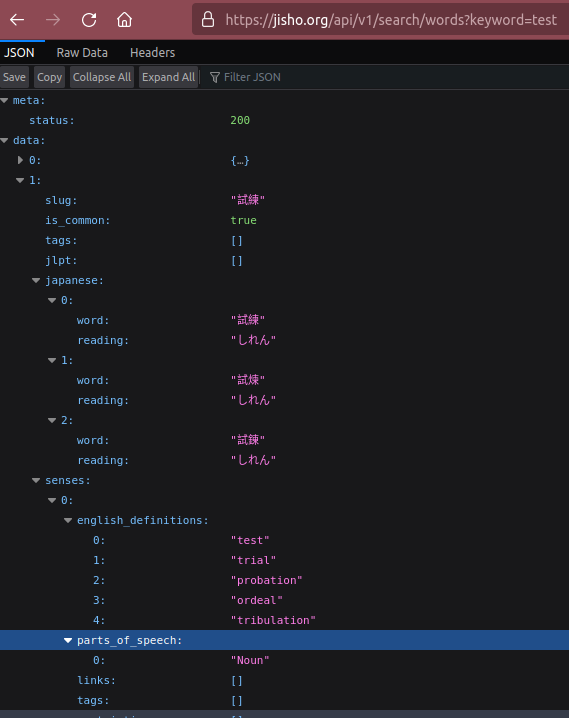 https://jisho.org/api/v1/search/words?keyword=test
JSON Raw Data Headers
Save Copy Collapse All Expand All Filter JSON
meta:
status: 200
data:
0: {…}
1:
slug: "試練"
is_common: true
tags: []
jlpt: []
japanese:
0:
word: "試練"
reading: "しれん"
1:
word: "試煉"
reading: "しれん"
2:
word: "試錬"
reading: "しれん"
senses:
0:
english_definitions:
0: "test"
1: "trial"
2: "probation"
3: "ordeal"
4: "tribulation"
parts_of_speech:
0: "Noun"
links: []
tags: []